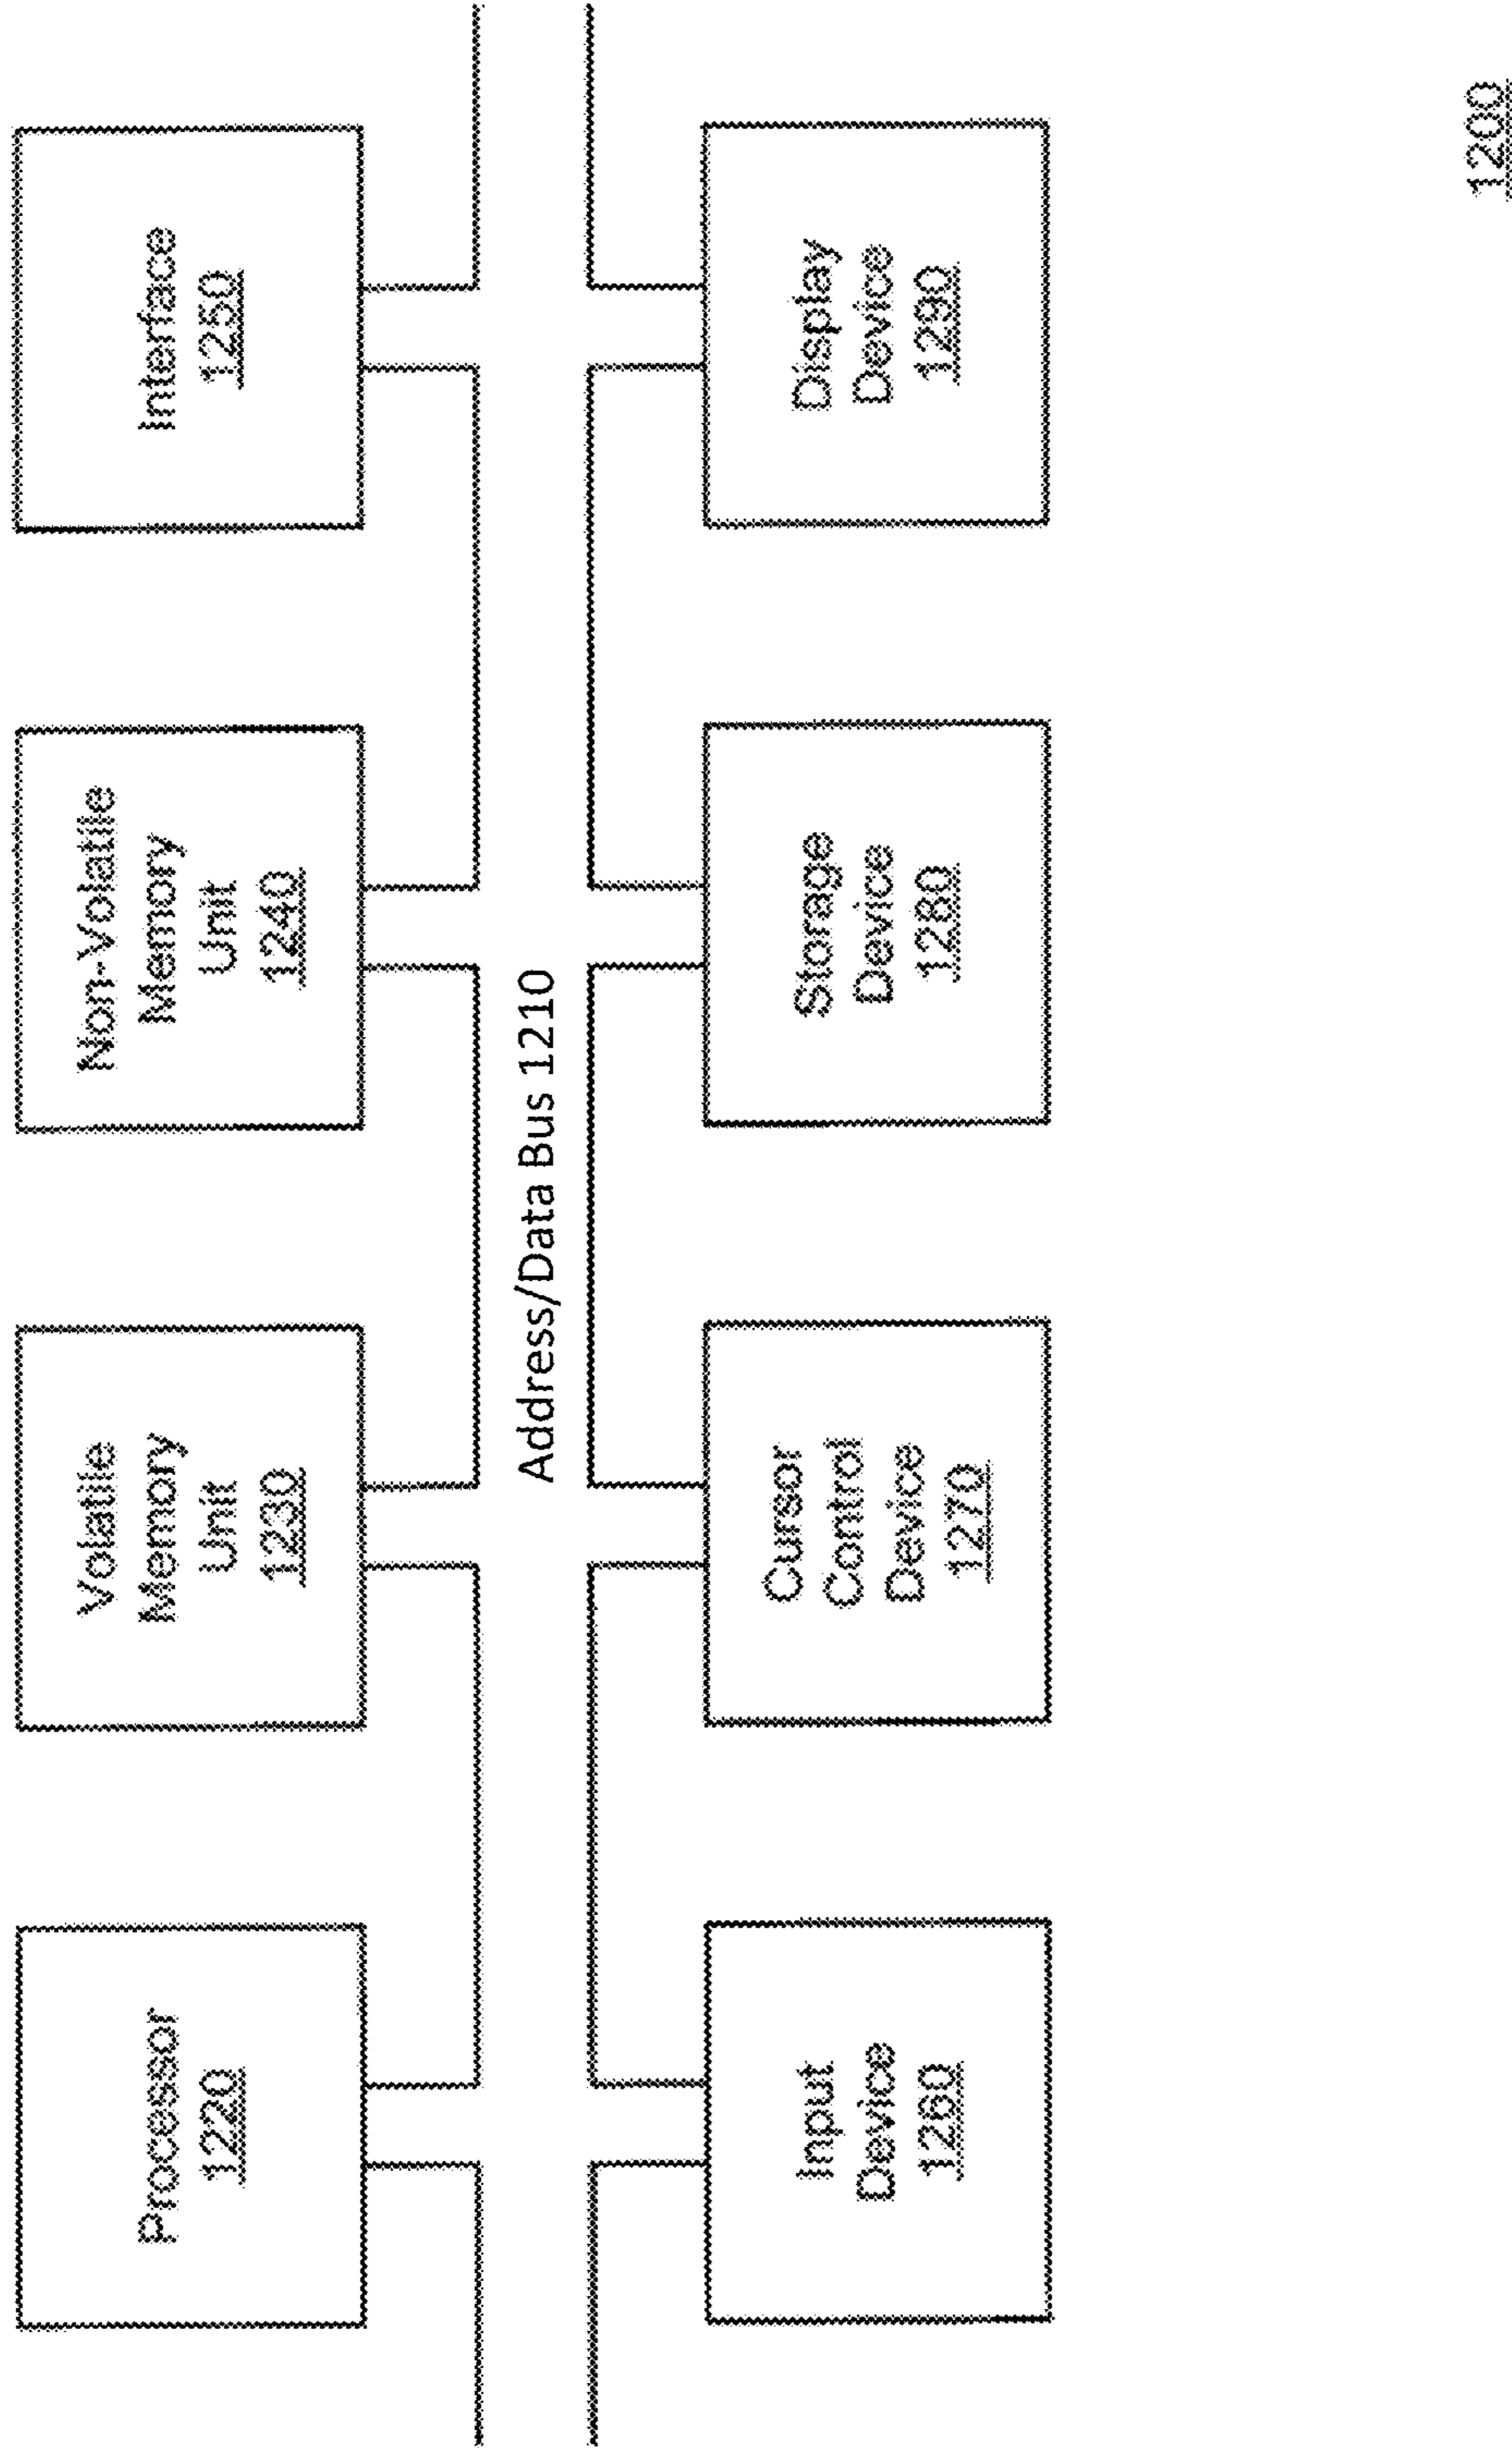 Processor
1220
Volatile
Memory
Unit
1230
Non-Volatile
Memory
Unit
1240
Interface
1250
Address/Data Bus 1210
Input
Device
1260
Cursor
Control
Device
1270
Storage
Device
1280
Display
Device
1290
1200